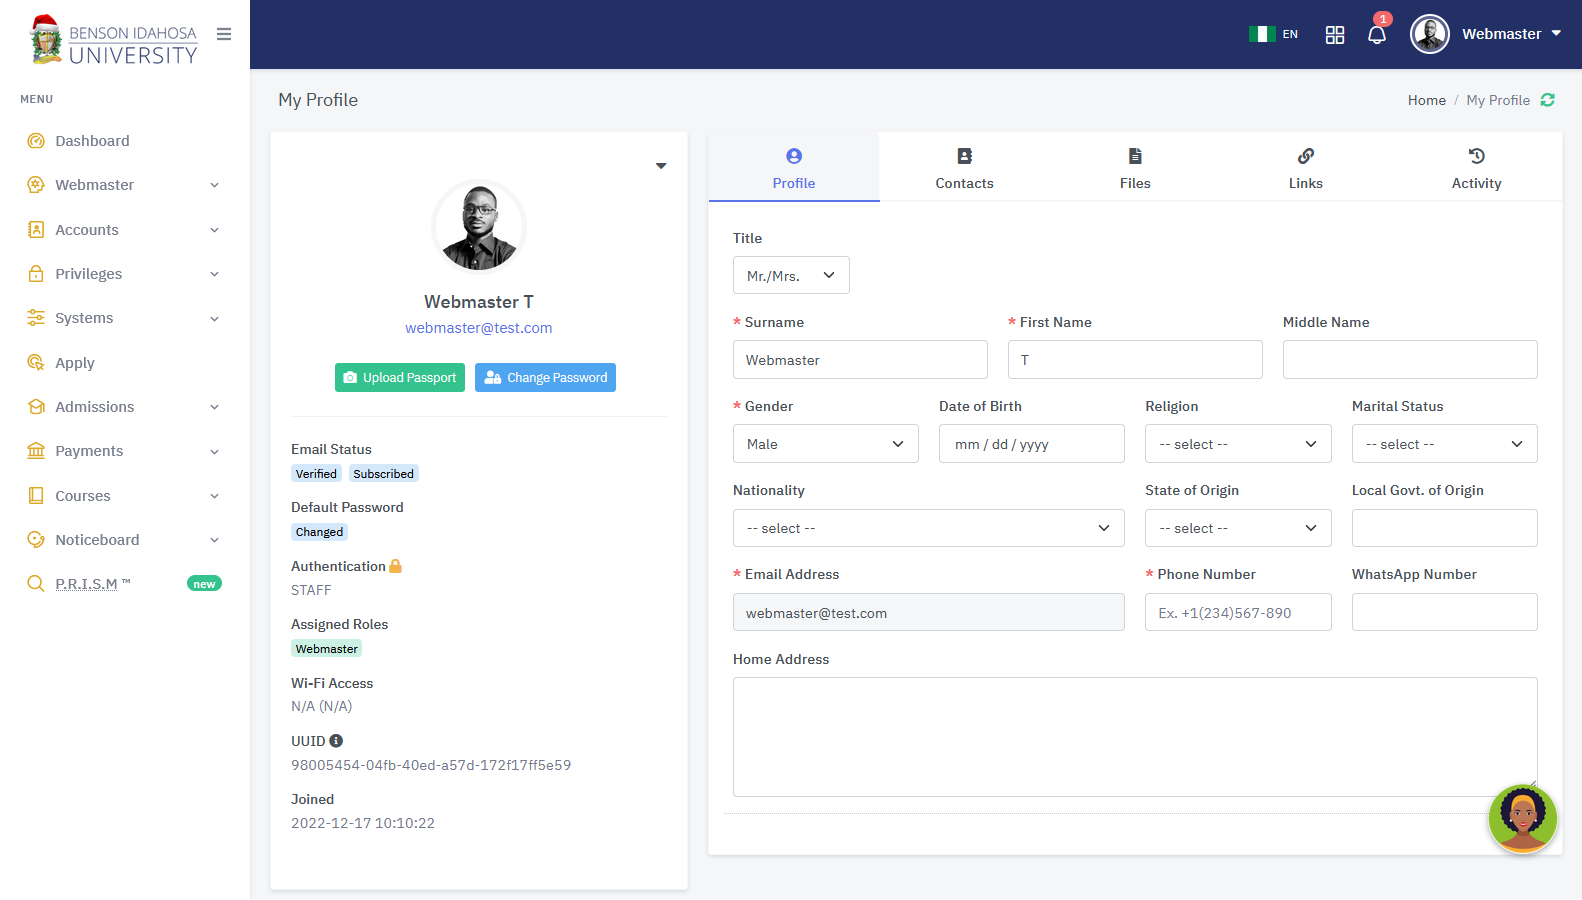 BENSON IDAHOSA
UNIVERSITY
EN
1
Webmaster
MENU
Dashboard
Webmaster
Accounts
Privileges
Systems
Apply
Admissions
Payments
Courses
Noticeboard
P.R.I.S.M ™ new
My Profile
Home / My Profile
Webmaster T
webmaster@test.com
Upload Passport Change Password
Email Status
Verified Subscribed
Default Password
Changed
Authentication
STAFF
Assigned Roles
Webmaster
Wi-Fi Access
N/A (N/A)
UUID
98005454-04fb-40ed-a57d-172f17ff5e59
Joined
2022-12-17 10:10:22
Profile Contacts Files Links Activity
Title
Mr./Mrs.
* Surname * First Name Middle Name
Webmaster T
* Gender Date of Birth Religion Marital Status
Male mm / dd / yyyy -- select -- -- select --
Nationality State of Origin Local Govt. of Origin
-- select -- -- select --
* Email Address * Phone Number WhatsApp Number
webmaster@test.com Ex. +1(234)567-890
Home Address